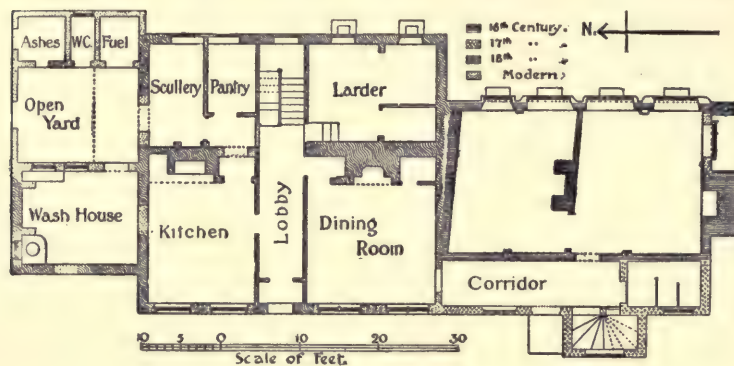 16th Century.
17th " "
18th " "
Modern
N.
Ashes
W.C.
Fuel
Scullery
Pantry
Larder
Open
Yard
Wash House
Kitchen
Lobby
Dining
Room
Corridor
10 5 0 10 20 30
Scale of Feet.